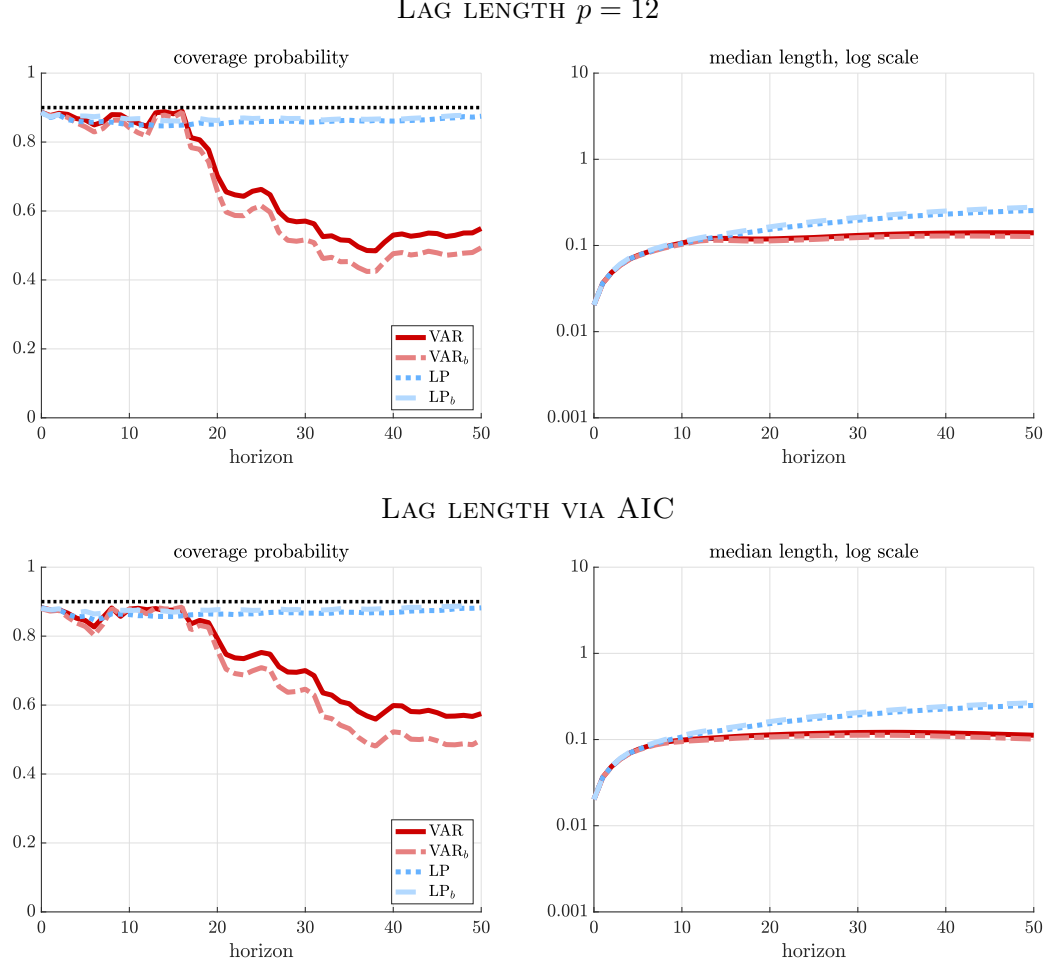 LAG LENGTH p = 12
coverage probability
1
0.8
0.6
0.4
0.2
0
0 10 20 30 40 50
horizon
VAR
VAR_b
LP
LP_b
median length, log scale
10
1
0.1
0.01
0.001
0 10 20 30 40 50
horizon
LAG LENGTH VIA AIC
coverage probability
1
0.8
0.6
0.4
0.2
0
0 10 20 30 40 50
horizon
VAR
VAR_b
LP
LP_b
median length, log scale
10
1
0.1
0.01
0.001
0 10 20 30 40 50
horizon